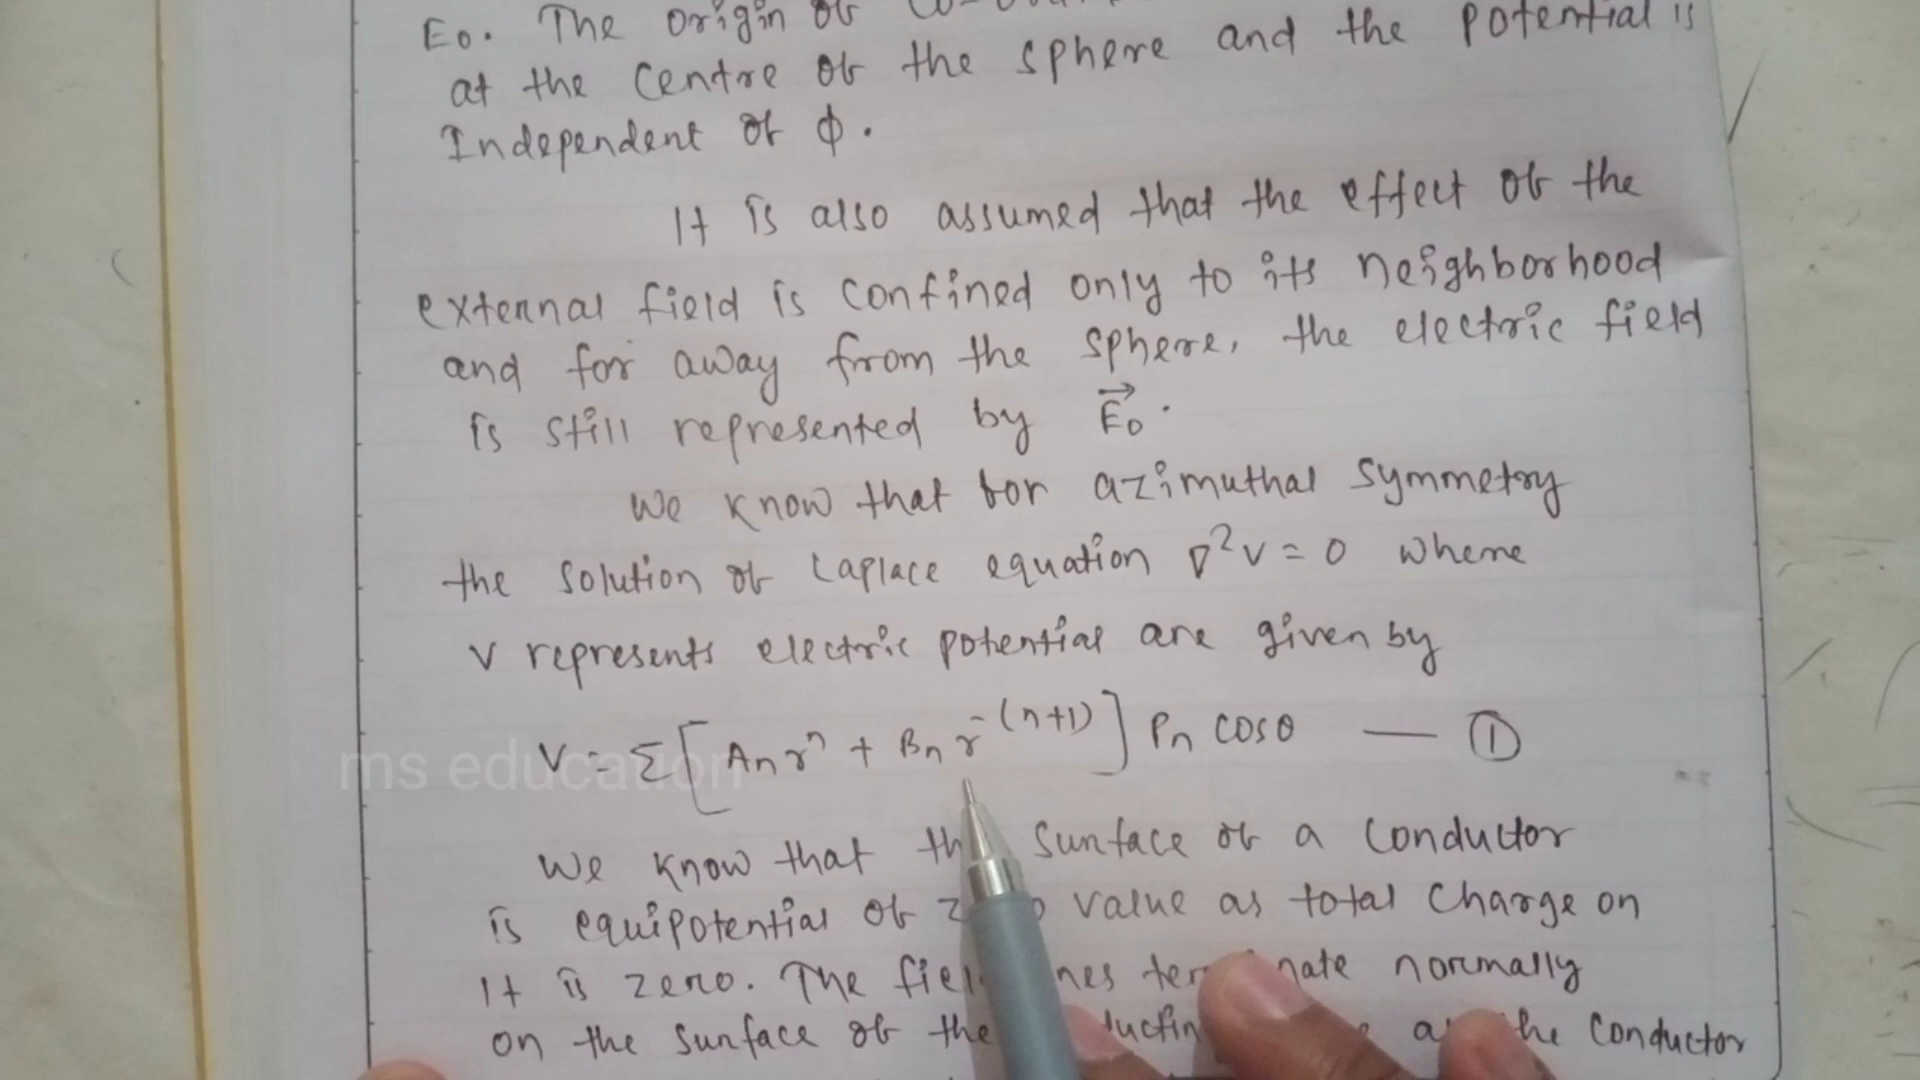 E₀. The origin of
at the centre of the sphere and the potential is
Independent of ϕ.
It is also assumed that the effect of the
external field is confined only to its neighborhood
and for away from the sphere, the electric field
is still represented by E₀⃗.
We know that for azimuthal symmetry
the solution of Laplace equation ∇²V = 0 where
V represents electric potential are given by
V = Σ [Aₙrⁿ + Bₙ r^-(n+1)] Pₙ cosθ — ①
ms education
We know that the surface of a conductor
is equipotential of value as total charge on
It is zero. The normally
on the surface of the the conductor